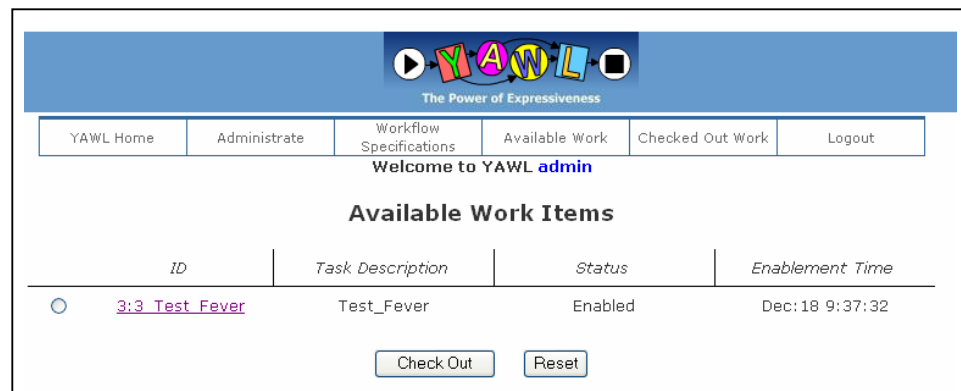 YAWL
The Power of Expressiveness
YAWL Home Administrate Workflow Specifications Available Work Checked Out Work Logout
Welcome to YAWL admin
Available Work Items
ID Task Description Status Enablement Time
3:3_Test_Fever Test_Fever Enabled Dec:18 9:37:32
Check Out Reset